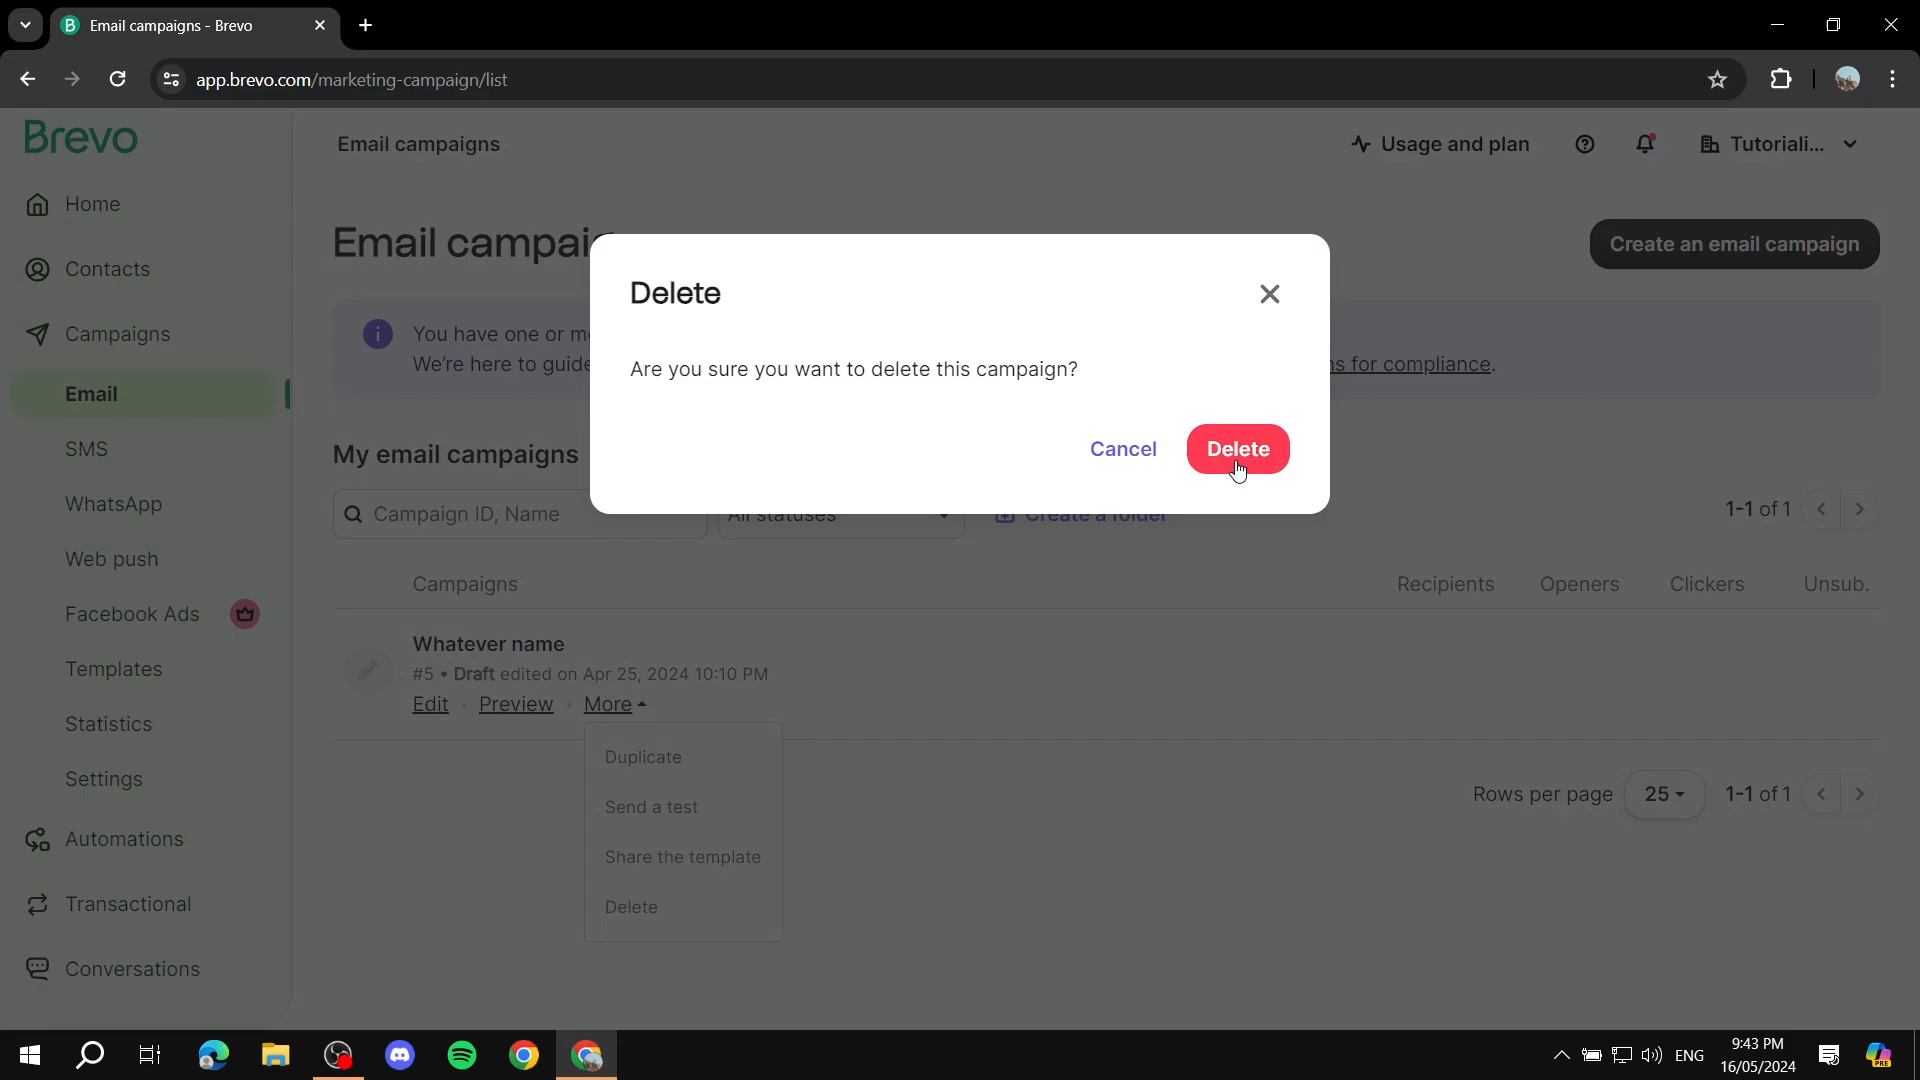 Email campaigns - Brevo
app.brevo.com/marketing-campaign/list
Brevo
Email campaigns
Usage and plan
Tutoriali...
Home
Contacts
Campaigns
Email
SMS
WhatsApp
Web push
Facebook Ads
Templates
Statistics
Settings
Automations
Transactional
Conversations
Create an email campaign
You have one or
We're here to guide
for compliance.
Delete
Are you sure you want to delete this campaign?
Cancel
Delete
My email campaigns
Campaign ID, Name
All statuses
Create a folder
1-1 of 1
Campaigns
Recipients
Openers
Clickers
Unsub.
Whatever name
#5 • Draft edited on Apr 25, 2024 10:10 PM
Edit • Preview • More
Duplicate
Send a test
Share the template
Delete
Rows per page
25
1-1 of 1
ENG
9:43 PM
16/05/2024
PRE